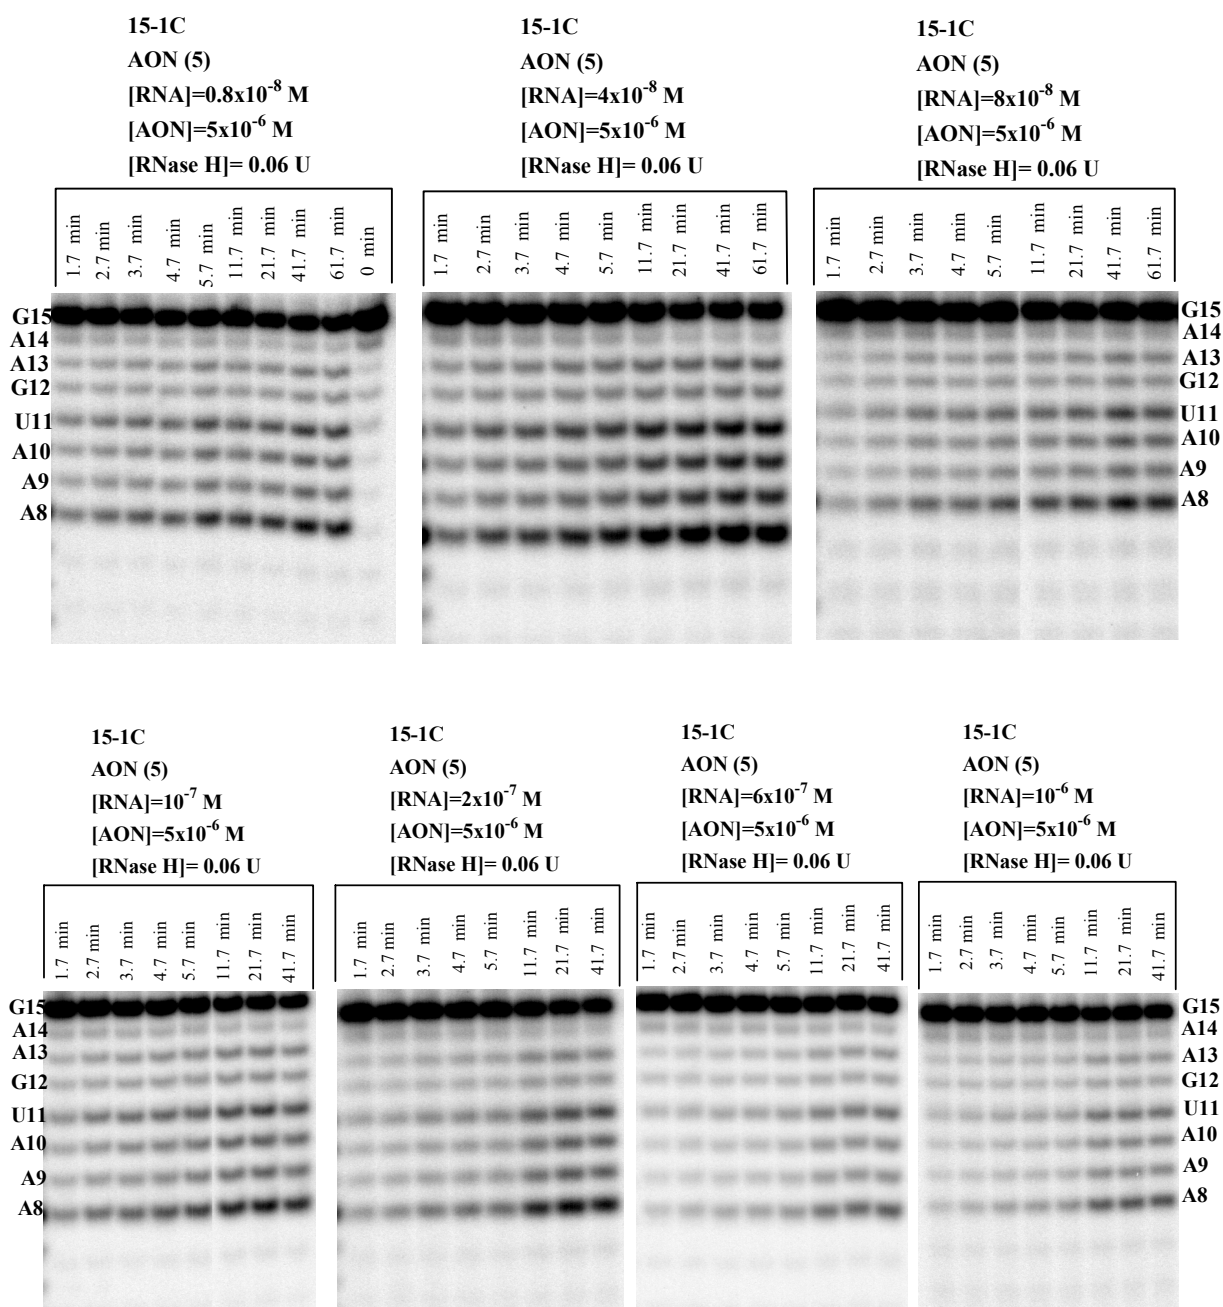 15-1C
AON (5)
[RNA]=0.8x10-8 M
[AON]=5x10-6 M
[RNase H]= 0.06 U
1.7 min
2.7 min
3.7 min
4.7 min
5.7 min
11.7 min
21.7 min
41.7 min
61.7 min
0 min
G15
A14
A13
G12
U11
A10
A9
A8
15-1C
AON (5)
[RNA]=4x10-8 M
[AON]=5x10-6 M
[RNase H]= 0.06 U
1.7 min
2.7 min
3.7 min
4.7 min
5.7 min
11.7 min
21.7 min
41.7 min
61.7 min
15-1C
AON (5)
[RNA]=8x10-8 M
[AON]=5x10-6 M
[RNase H]= 0.06 U
1.7 min
2.7 min
3.7 min
4.7 min
5.7 min
11.7 min
21.7 min
41.7 min
61.7 min
G15
A14
A13
G12
U11
A10
A9
A8
15-1C
AON (5)
[RNA]=10-7 M
[AON]=5x10-6 M
[RNase H]= 0.06 U
1.7 min
2.7 min
3.7 min
4.7 min
5.7 min
11.7 min
21.7 min
41.7 min
G15
A14
A13
G12
U11
A10
A9
A8
15-1C
AON (5)
[RNA]=2x10-7 M
[AON]=5x10-6 M
[RNase H]= 0.06 U
1.7 min
2.7 min
3.7 min
4.7 min
5.7 min
11.7 min
21.7 min
41.7 min
15-1C
AON (5)
[RNA]=6x10-7 M
[AON]=5x10-6 M
[RNase H]= 0.06 U
1.7 min
2.7 min
3.7 min
4.7 min
5.7 min
11.7 min
21.7 min
41.7 min
15-1C
AON (5)
[RNA]=10-6 M
[AON]=5x10-6 M
[RNase H]= 0.06 U
1.7 min
2.7 min
3.7 min
4.7 min
5.7 min
11.7 min
21.7 min
41.7 min
G15
A14
A13
G12
U11
A10
A9
A8